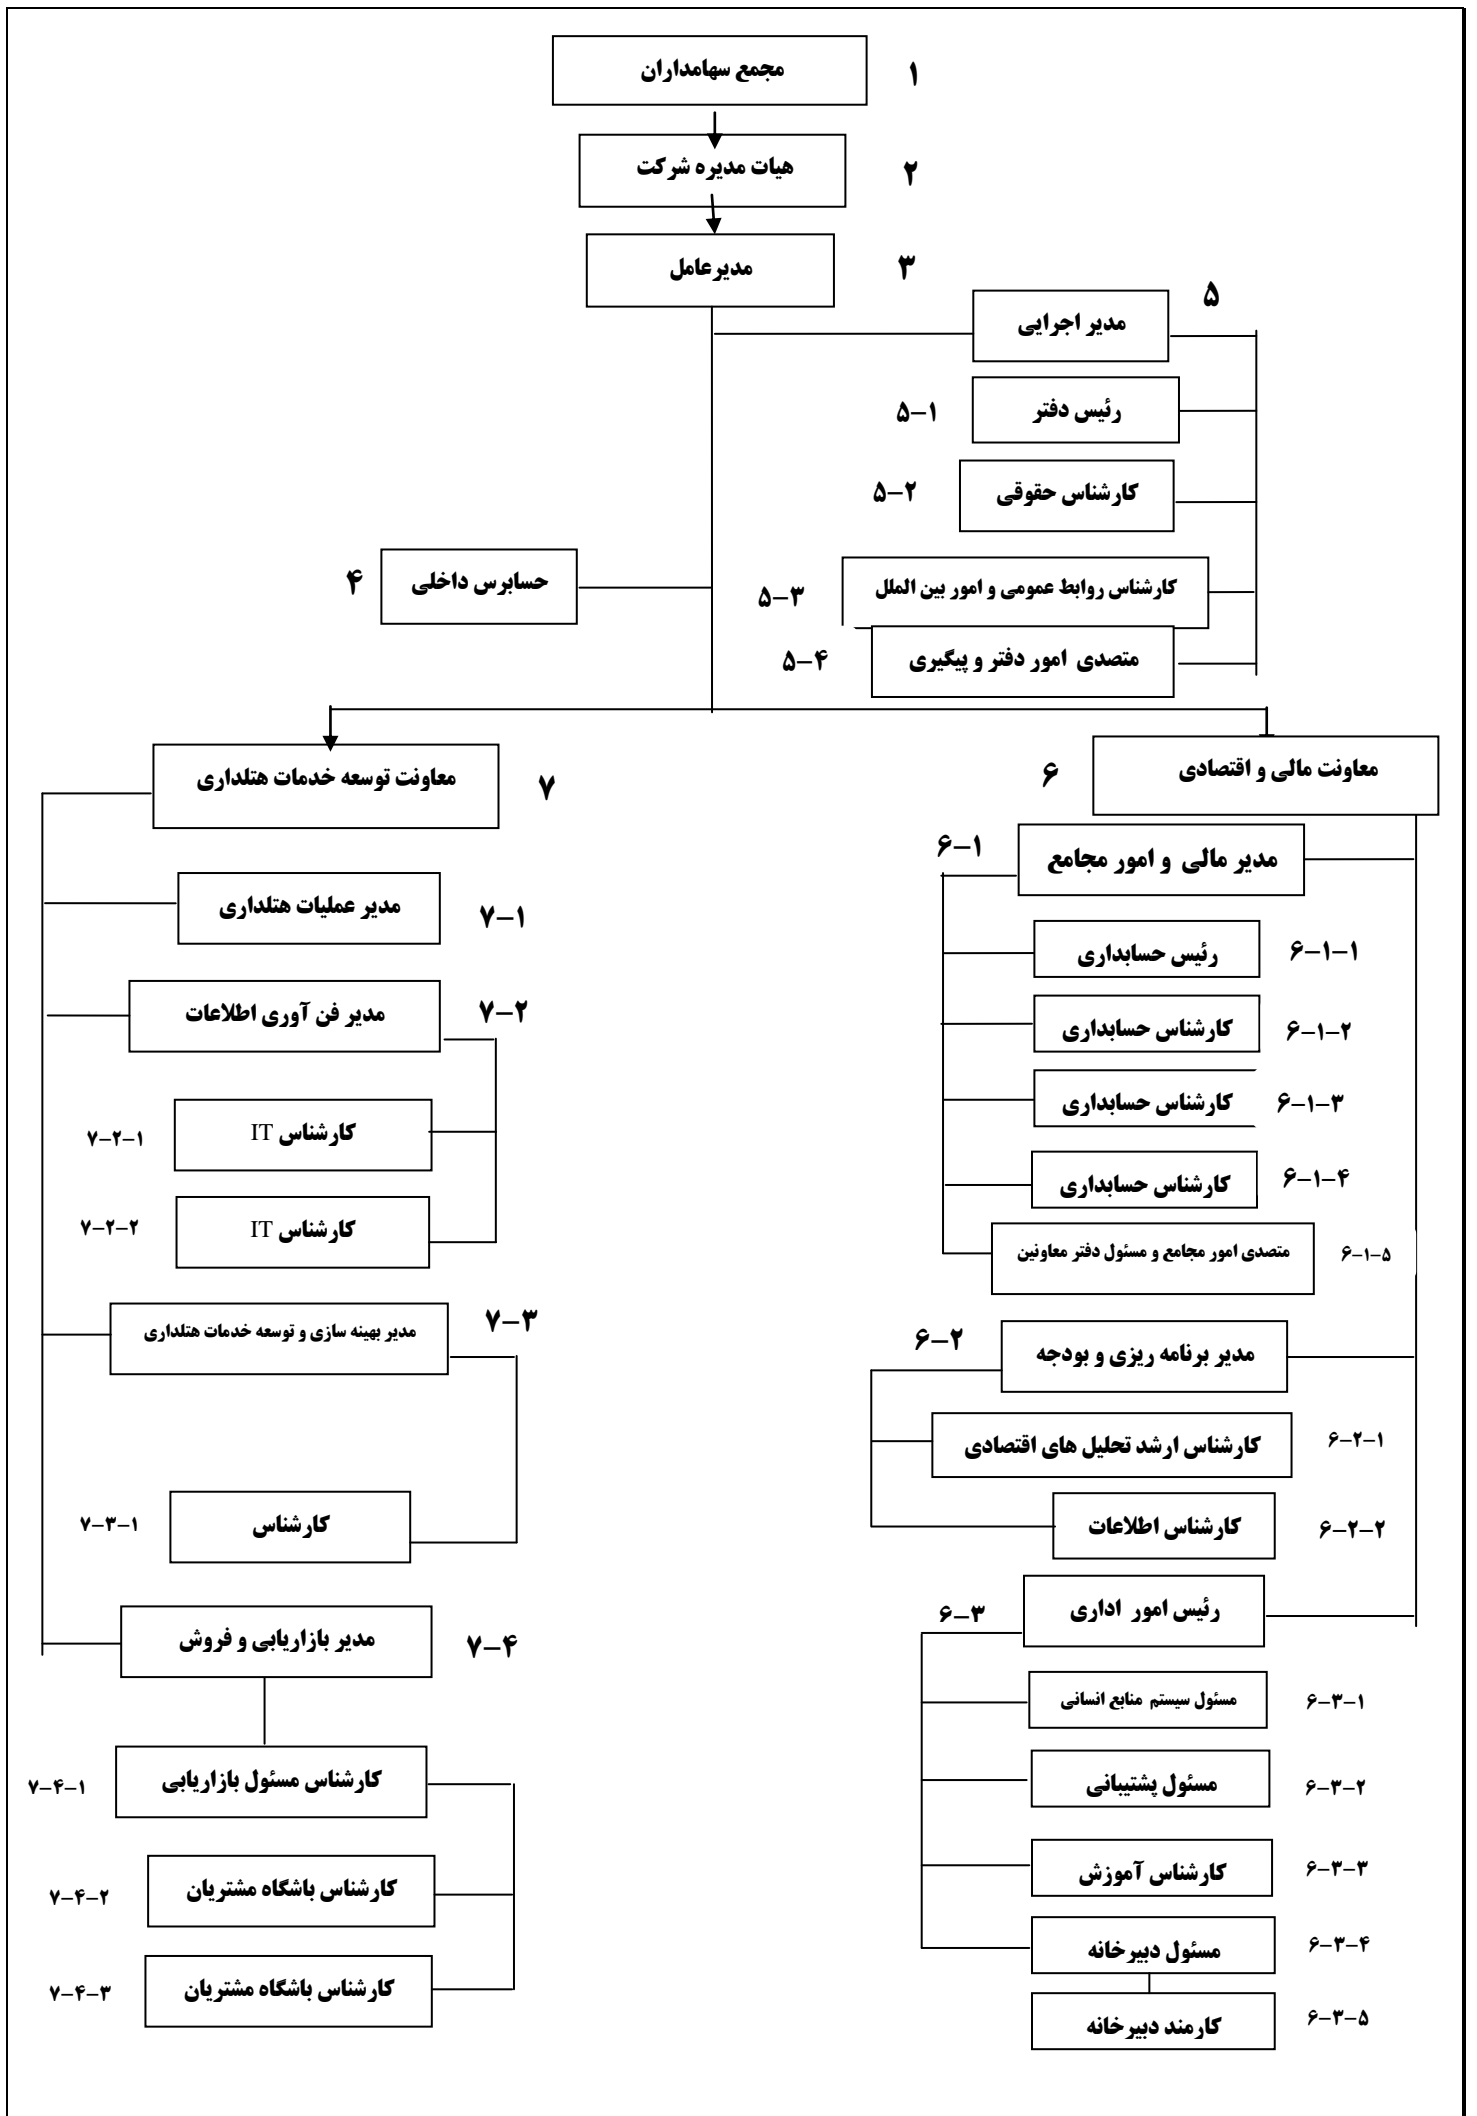 مجمع سهامداران
۱
هیات مدیره شرکت
۲
مدیرعامل
۳
مدیر اجرایی
۵
رئیس دفتر
۵-۱
کارشناس حقوقی
۵-۲
کارشناس روابط عمومی و امور بین الملل
۵-۳
متصدی امور دفتر و پیگیری
۵-۴
حسابرس داخلی
۴
معاونت مالی و اقتصادی
۶
مدیر مالی و امور مجامع
۶-۱
رئیس حسابداری
۶-۱-۱
کارشناس حسابداری
۶-۱-۲
کارشناس حسابداری
۶-۱-۳
کارشناس حسابداری
۶-۱-۴
متصدی امور مجامع و مسئول دفتر معاونین
۶-۱-۵
مدیر برنامه ریزی و بودجه
۶-۲
کارشناس ارشد تحلیل های اقتصادی
۶-۲-۱
کارشناس اطلاعات
۶-۲-۲
رئیس امور اداری
۶-۳
مسئول سیستم منابع انسانی
۶-۳-۱
مسئول پشتیبانی
۶-۳-۲
کارشناس آموزش
۶-۳-۳
مسئول دبیرخانه
۶-۳-۴
کارمند دبیرخانه
۶-۳-۵
معاونت توسعه خدمات هتلداری
۷
مدیر عملیات هتلداری
۷-۱
مدیر فن آوری اطلاعات
۷-۲
کارشناس IT
۷-۲-۱
کارشناس IT
۷-۲-۲
مدیر بهینه سازی و توسعه خدمات هتلداری
۷-۳
کارشناس
۷-۳-۱
مدیر بازاریابی و فروش
۷-۴
کارشناس مسئول بازاریابی
۷-۴-۱
کارشناس باشگاه مشتریان
۷-۴-۲
کارشناس باشگاه مشتریان
۷-۴-۳